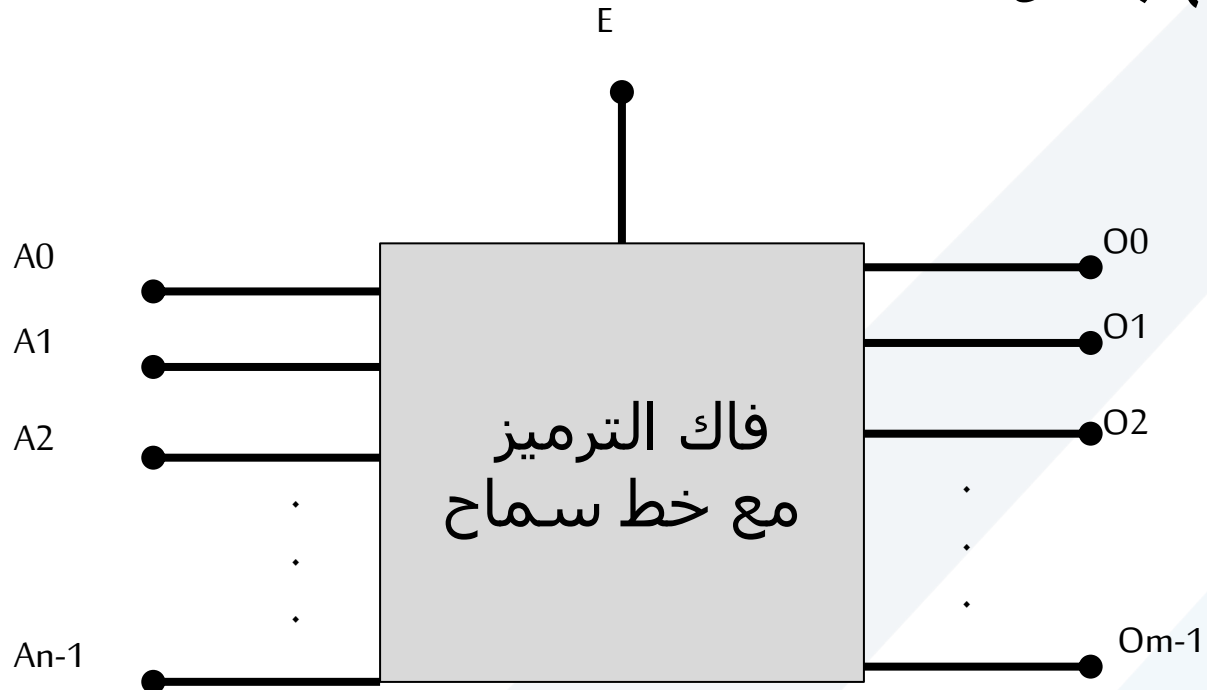 E
A0
O0
A1
O1
A2
O2
فاك الترميز
مع خط سماح
An-1
Om-1